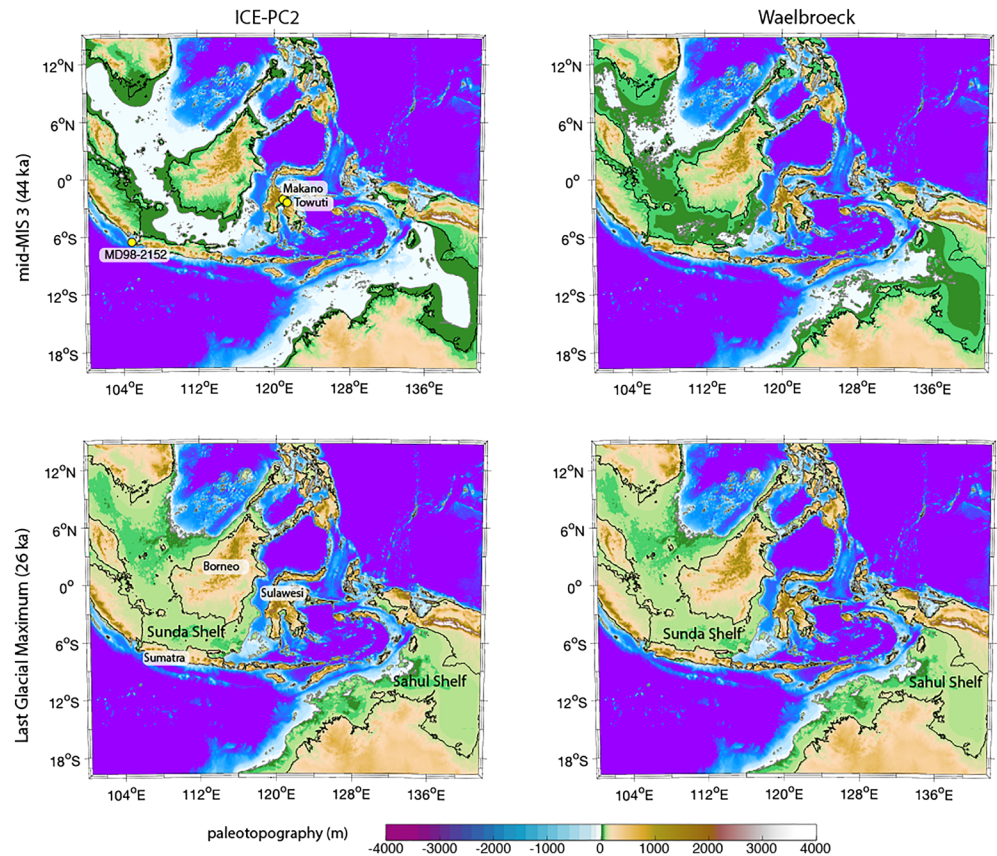 ICE-PC2
Waelbroeck
mid-MIS 3 (44 ka)
12°N
6°N
0°
6°S
12°S
18°S
104°E
112°E
120°E
128°E
136°E
Makano
Towuti
MD98-2152
12°N
6°N
0°
6°S
12°S
18°S
104°E
112°E
120°E
128°E
136°E
Last Glacial Maximum (26 ka)
12°N
6°N
0°
6°S
12°S
18°S
104°E
112°E
120°E
128°E
136°E
Borneo
Sulawesi
Sunda Shelf
Sumatra
Sahul Shelf
12°N
6°N
0°
6°S
12°S
18°S
104°E
112°E
120°E
128°E
136°E
Sunda Shelf
Sahul Shelf
paleotopography (m)
-4000 -3000 -2000 -1000 0 1000 2000 3000 4000